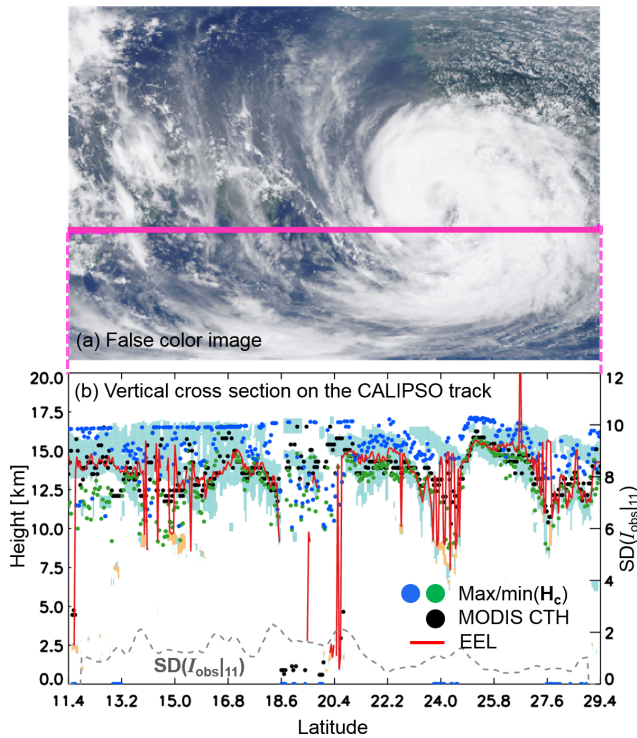 (a) False color image
(b) Vertical cross section on the CALIPSO track
20.0
17.5
15.0
12.5
10.0
7.5
5.0
2.5
0.0
Height [km]
12
10
8
6
4
2
0
SD(I_obs|11)
Max/min(H_c)
MODIS CTH
EEL
SD(I_obs|11)
11.4 13.2 15.0 16.8 18.6 20.4 22.2 24.0 25.8 27.6 29.4
Latitude